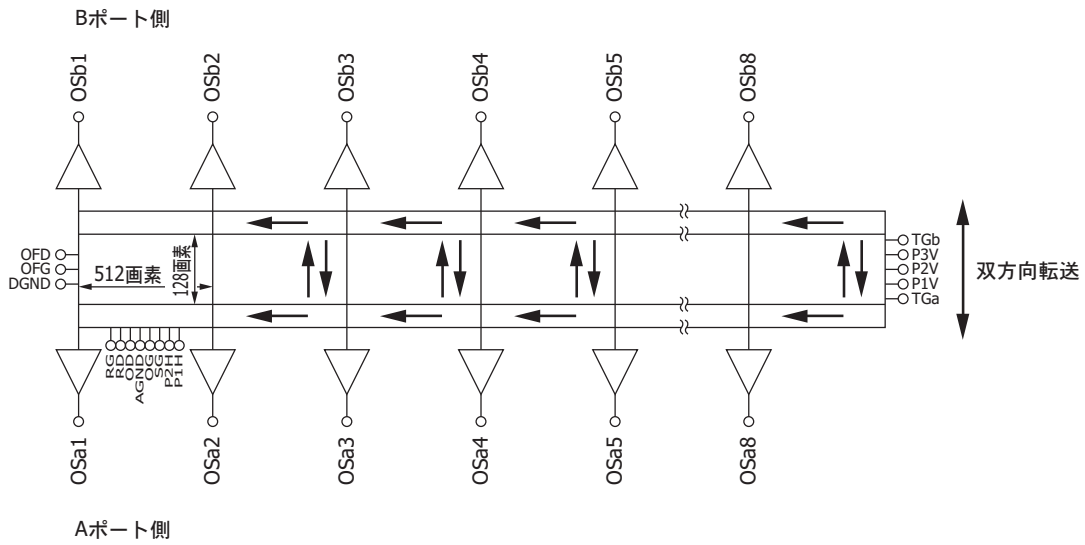 Bポート側
OSb1
OSb2
OSb3
OSb4
OSb5
OSb8
OFD
OFG
DGND
512画素
128画素
TGb
P3V
P2V
P1V
TGa
双方向転送
RG
RD
OD
AGND
OG
SG
P2H
P1H
OSa1
OSa2
OSa3
OSa4
OSa5
OSa8
Aポート側